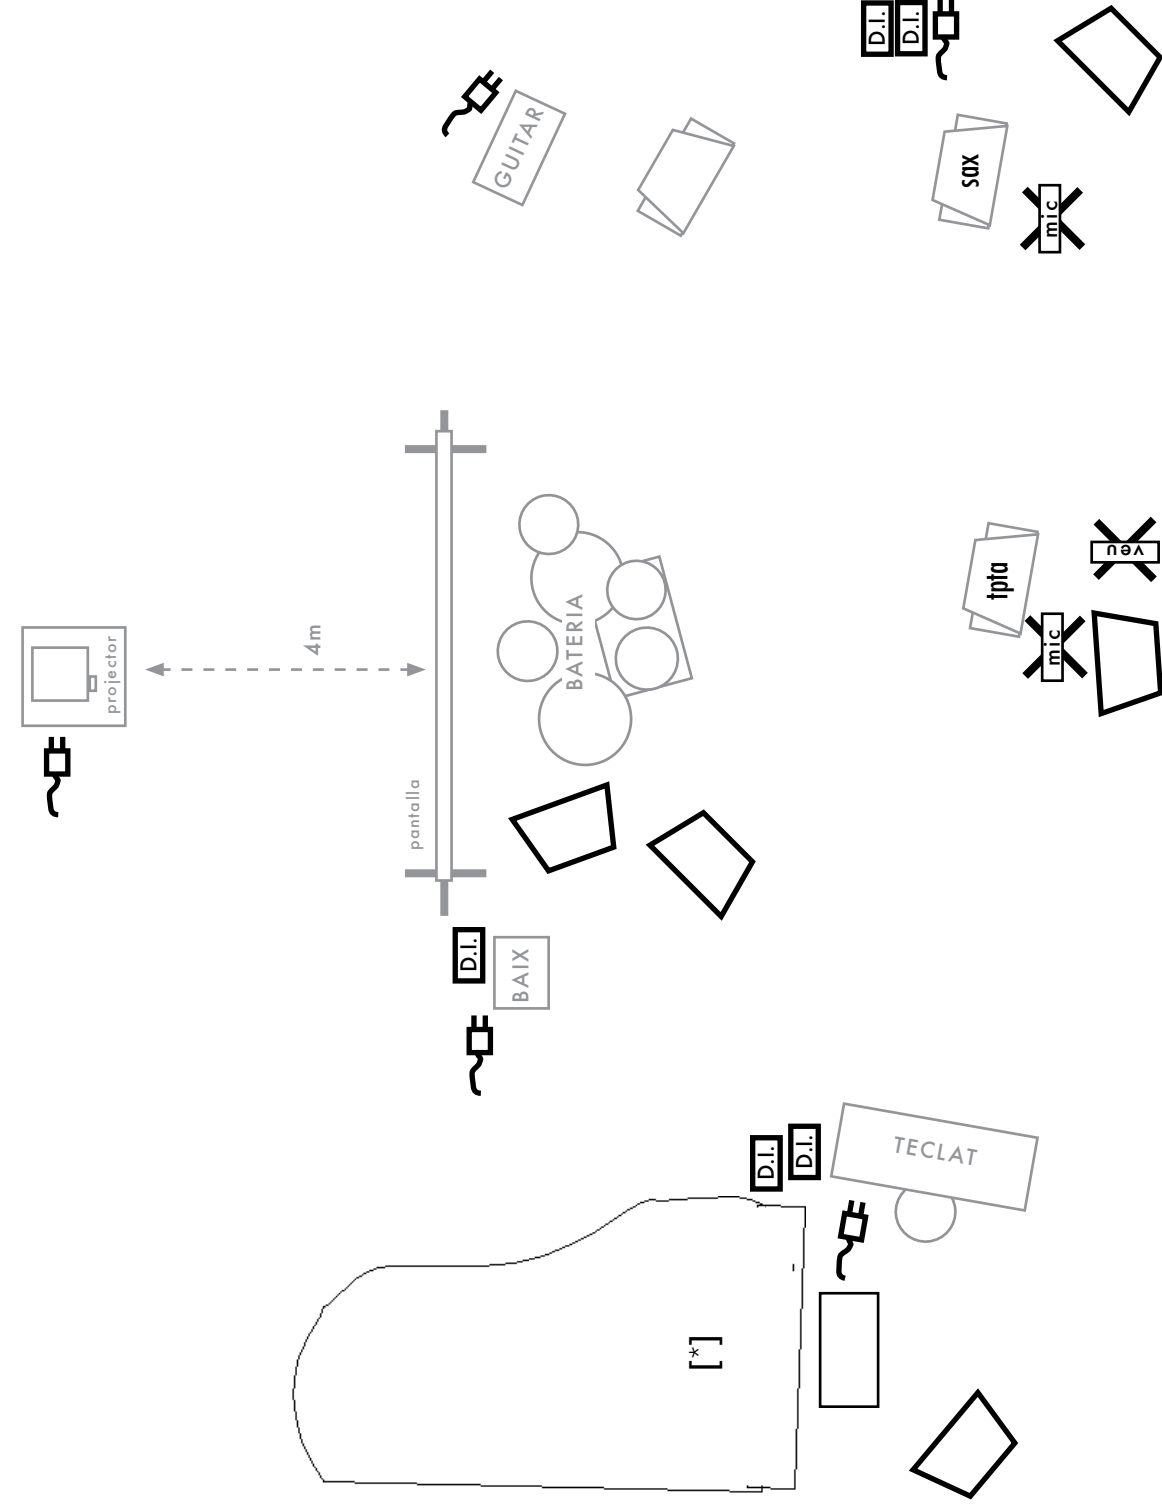 D.I.
D.I.
GUITAR
sax
mic
projector
4m
pantalla
BATERIA
tpta
veu
mic
D.I.
BAIX
D.I.
D.I.
TECLAT
[*]